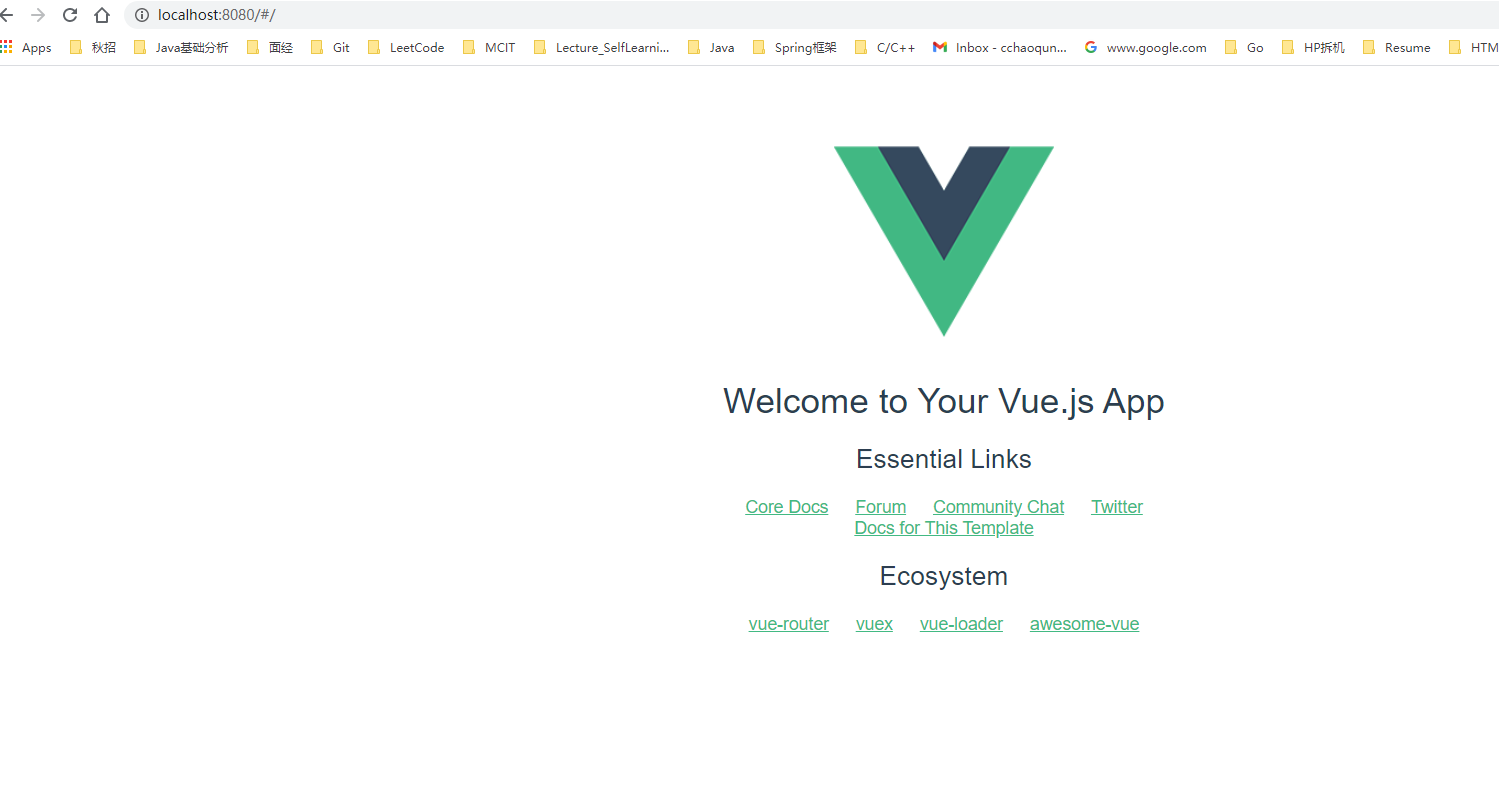 localhost:8080/#/
Apps 秋招 Java基础分析 面经 Git LeetCode MCIT Lecture_SelfLearni... Java Spring框架 C/C++ Inbox - cchaoqun... www.google.com Go HP拆机 Resume HTM
Welcome to Your Vue.js App
Essential Links
Core Docs Forum Community Chat Twitter
Docs for This Template
Ecosystem
vue-router vuex vue-loader awesome-vue